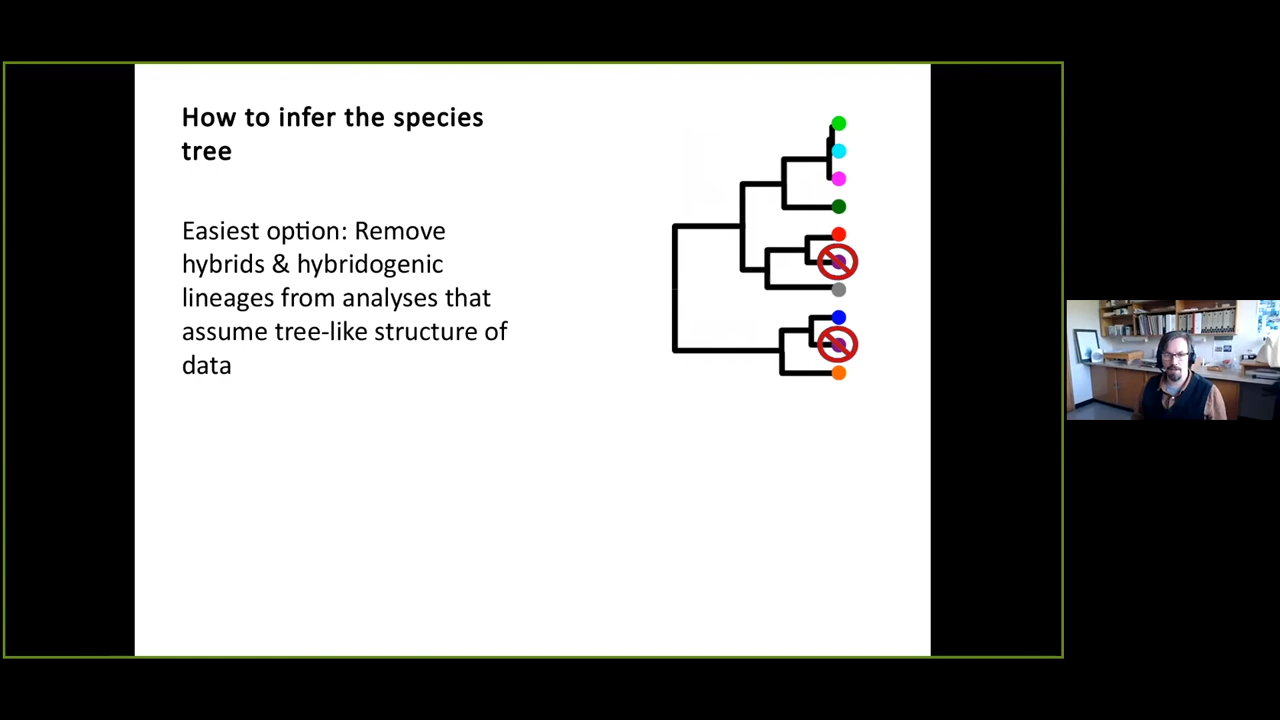 How to infer the species
tree
Easiest option: Remove
hybrids & hybridogenic
lineages from analyses that
assume tree-like structure of
data